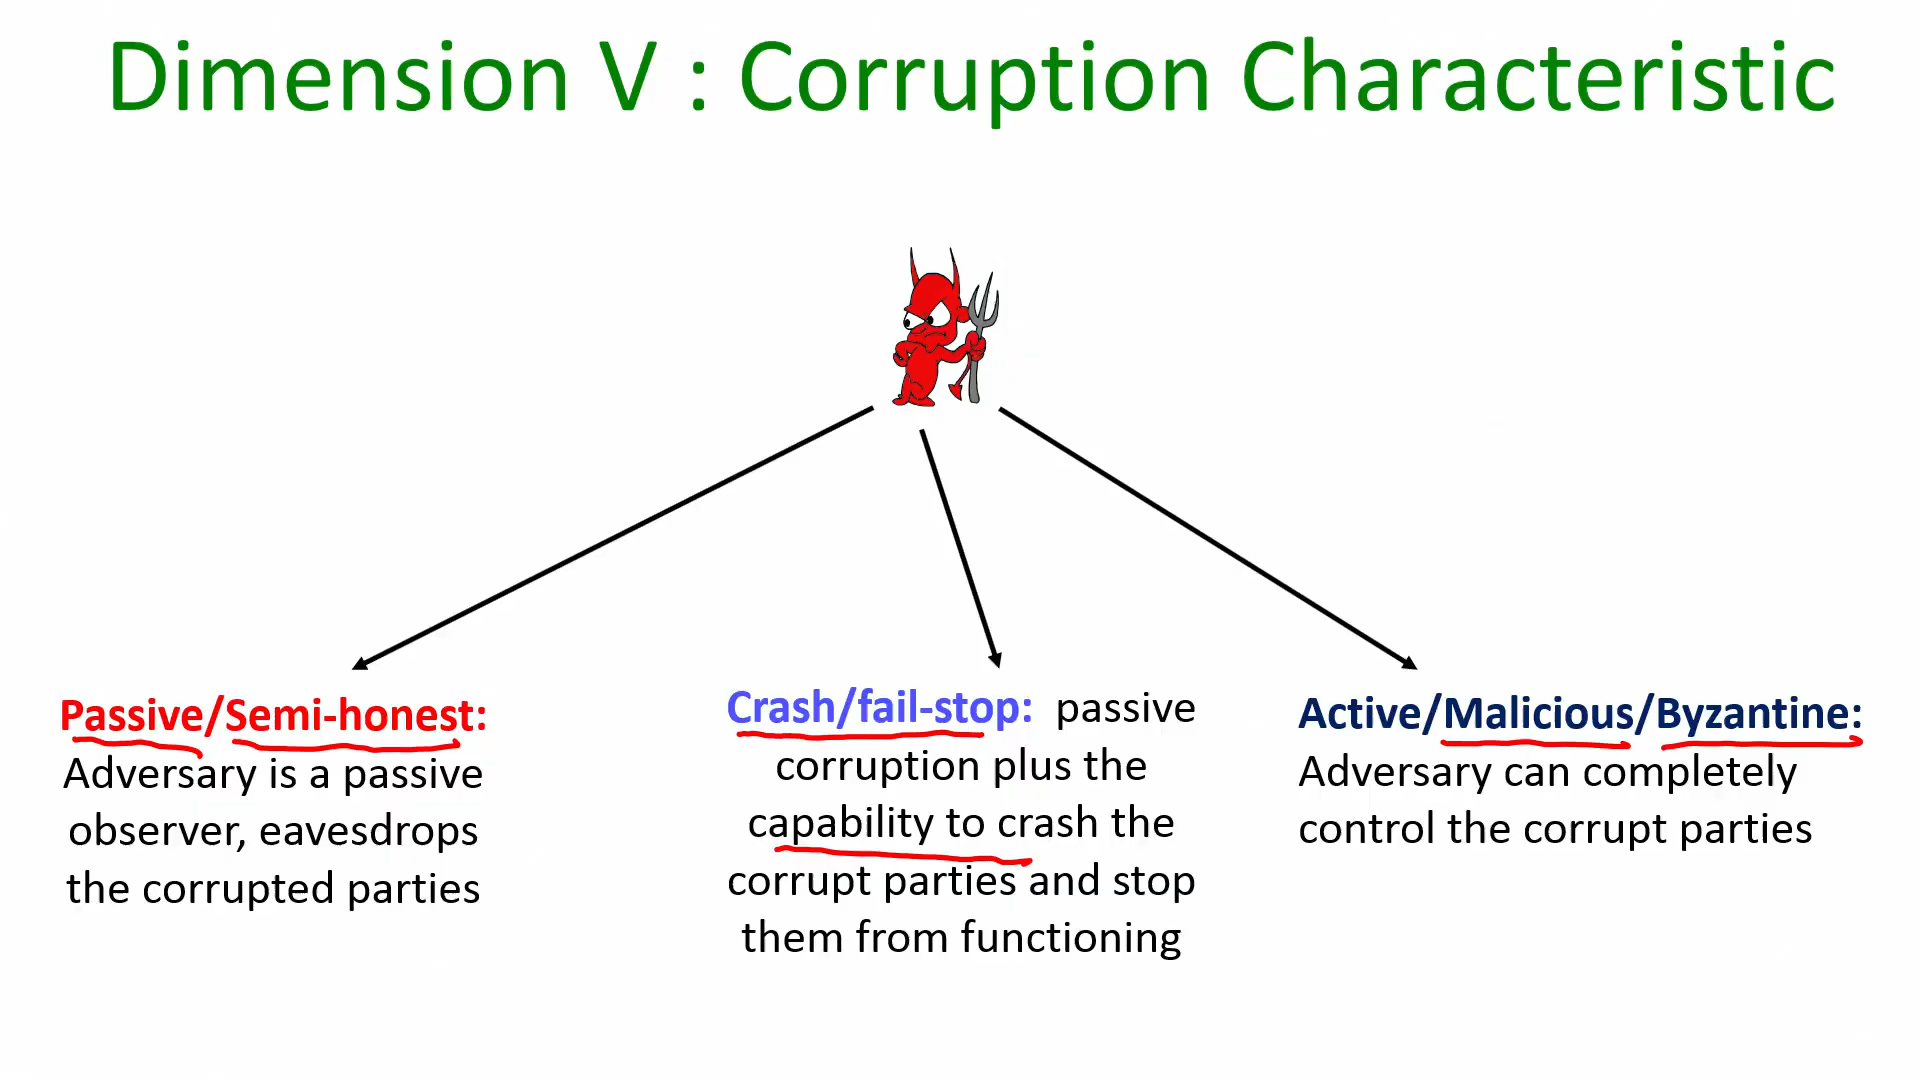 Dimension V : Corruption Characteristic
Passive/Semi-honest:
Adversary is a passive
observer, eavesdrops
the corrupted parties
Crash/fail-stop: passive
corruption plus the
capability to crash the
corrupt parties and stop
them from functioning
Active/Malicious/Byzantine:
Adversary can completely
control the corrupt parties